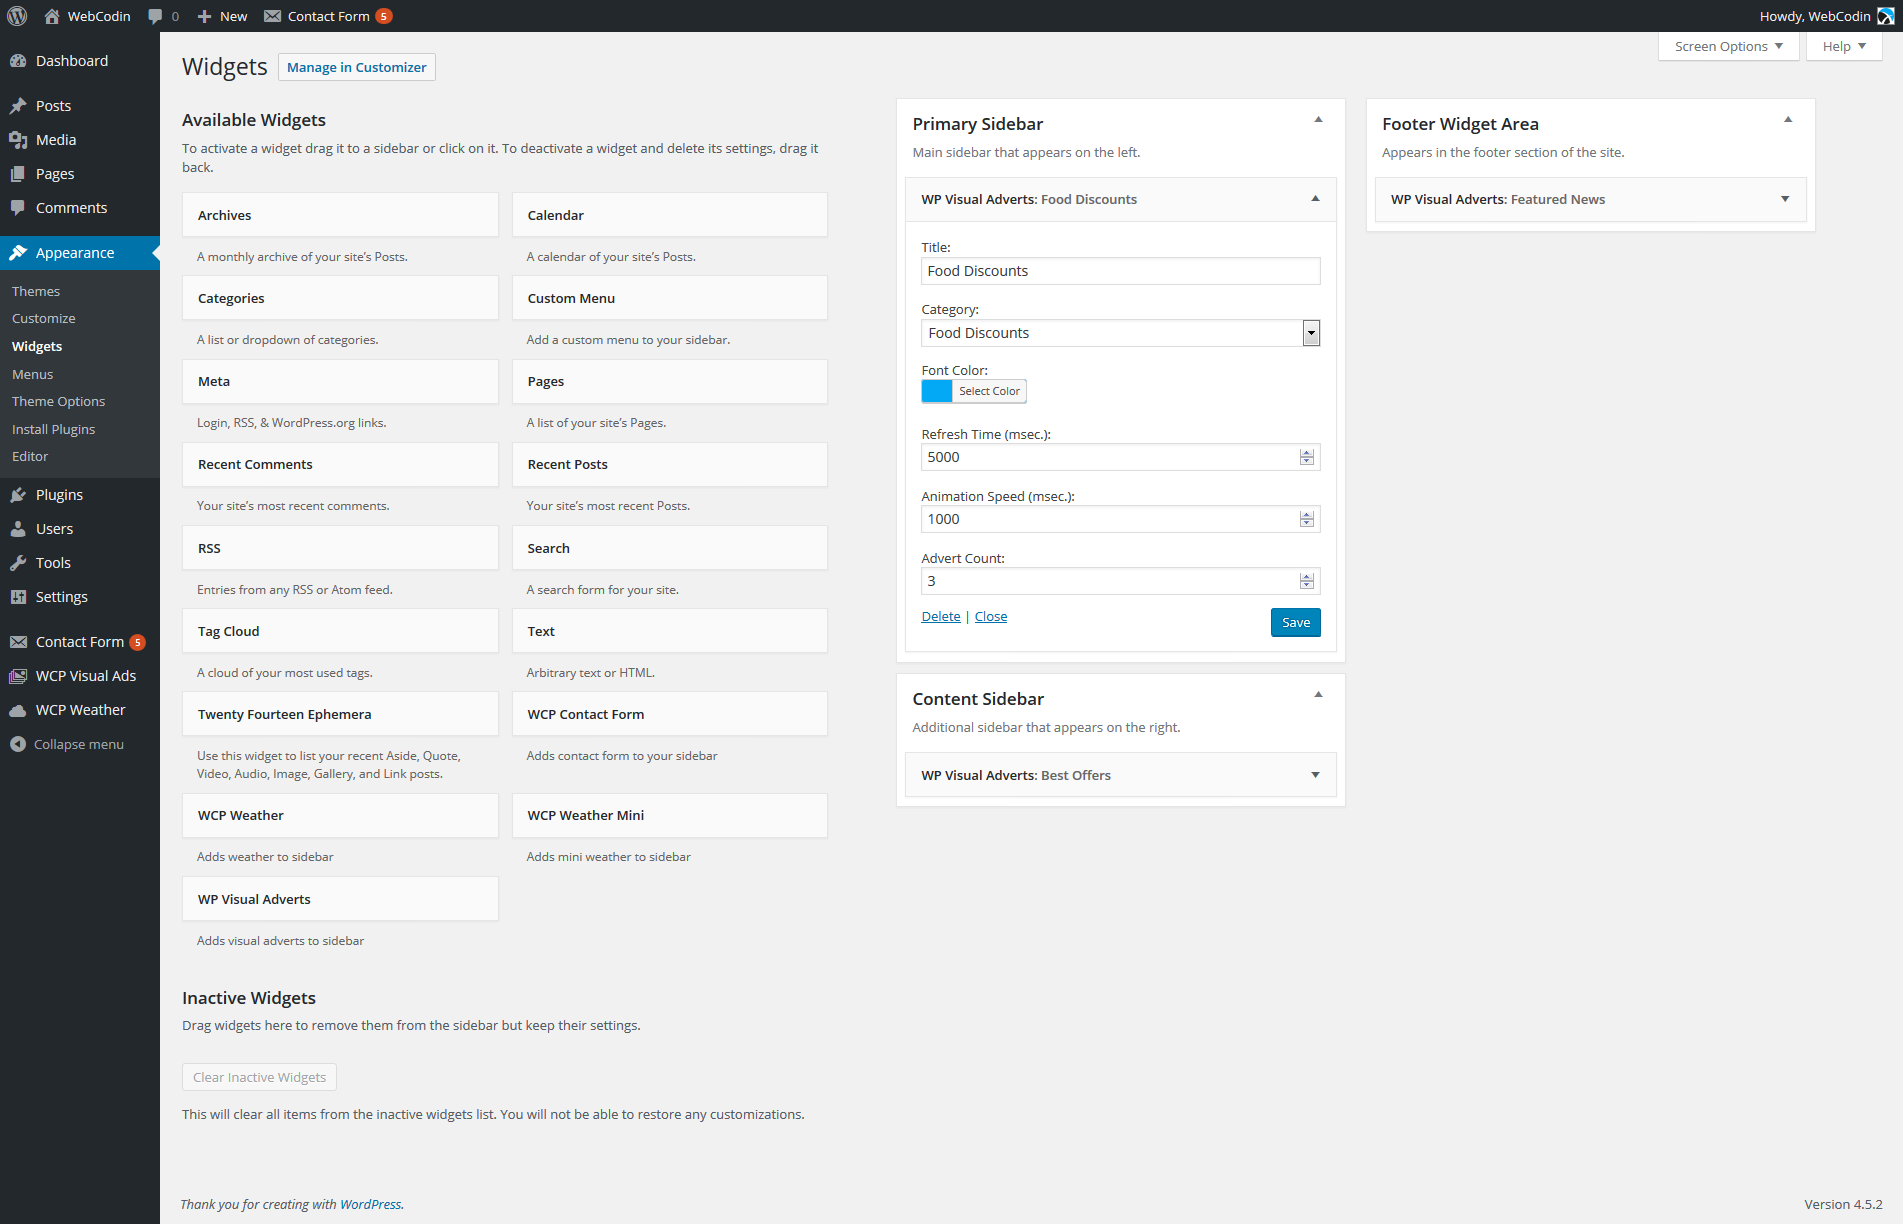 WebCodin 0 New Contact Form 5 Howdy, WebCodin
Screen Options Help
Dashboard
Posts
Media
Pages
Comments
Appearance
Themes
Customize
Widgets
Menus
Theme Options
Install Plugins
Editor
Plugins
Users
Tools
Settings
Contact Form 5
WCP Visual Ads
WCP Weather
Collapse menu
Widgets Manage in Customizer
Available Widgets
To activate a widget drag it to a sidebar or click on it. To deactivate a widget and delete its settings, drag it
back.
Archives
A monthly archive of your site's Posts.
Calendar
A calendar of your site's Posts.
Categories
A list or dropdown of categories.
Custom Menu
Add a custom menu to your sidebar.
Meta
Login, RSS, & WordPress.org links.
Pages
A list of your site's Pages.
Recent Comments
Your site's most recent comments.
Recent Posts
Your site's most recent Posts.
RSS
Entries from any RSS or Atom feed.
Search
A search form for your site.
Tag Cloud
A cloud of your most used tags.
Text
Arbitrary text or HTML.
Twenty Fourteen Ephemera
Use this widget to list your recent Aside, Quote,
Video, Audio, Image, Gallery, and Link posts.
WCP Contact Form
Adds contact form to your sidebar
WCP Weather
Adds weather to sidebar
WCP Weather Mini
Adds mini weather to sidebar
WP Visual Adverts
Adds visual adverts to sidebar
Inactive Widgets
Drag widgets here to remove them from the sidebar but keep their settings.
Clear Inactive Widgets
This will clear all items from the inactive widgets list. You will not be able to restore any customizations.
Primary Sidebar
Main sidebar that appears on the left.
WP Visual Adverts: Food Discounts
Title:
Food Discounts
Category:
Food Discounts
Font Color:
Select Color
Refresh Time (msec.):
5000
Animation Speed (msec.):
1000
Advert Count:
3
Delete | Close Save
Content Sidebar
Additional sidebar that appears on the right.
WP Visual Adverts: Best Offers
Footer Widget Area
Appears in the footer section of the site.
WP Visual Adverts: Featured News
Thank you for creating with WordPress. Version 4.5.2